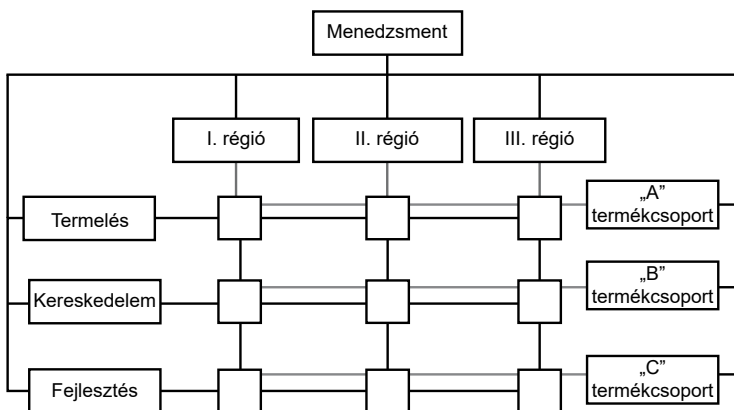 Menedzsment
I. régió
II. régió
III. régió
Termelés
„A”
termékcsoport
Kereskedelem
„B”
termékcsoport
Fejlesztés
„C”
termékcsoport